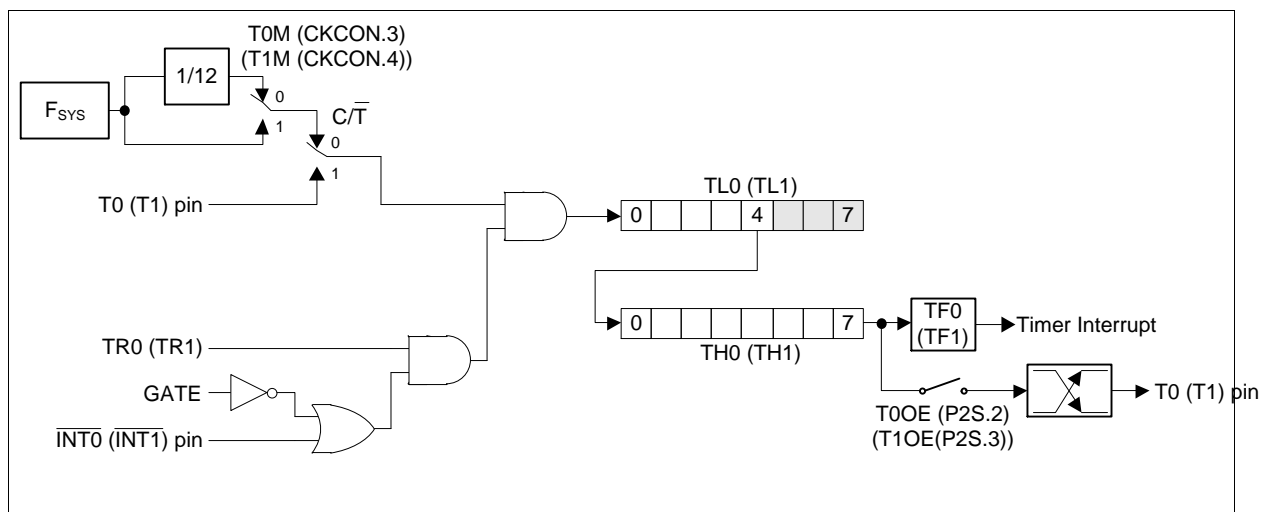 T0M (CKCON.3)
(T1M (CKCON.4))
1/12
FSYS
0
1
C/T̅
0
1
T0 (T1) pin
TL0 (TL1)
0 4 7
0 7
TH0 (TH1)
TF0
(TF1)
Timer Interrupt
TR0 (TR1)
GATE
I̅N̅T̅0̅ (I̅N̅T̅1̅) pin
T0OE (P2S.2)
(T1OE(P2S.3))
T0 (T1) pin